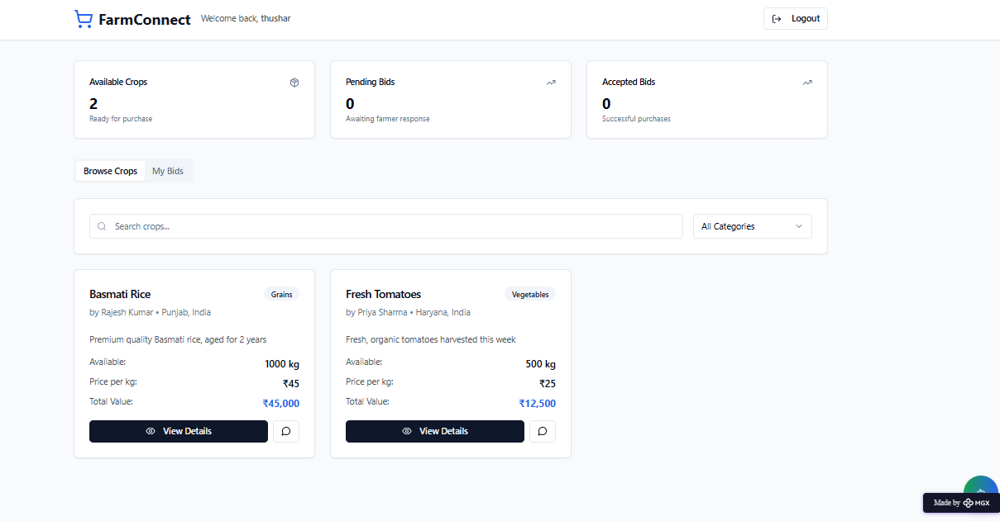 FarmConnect Welcome back, thushar Logout
Available Crops
2
Ready for purchase
Pending Bids
0
Awaiting farmer response
Accepted Bids
0
Successful purchases
Browse Crops My Bids
Search crops... All Categories
Basmati Rice Grains
by Rajesh Kumar • Punjab, India
Premium quality Basmati rice, aged for 2 years
Available: 1000 kg
Price per kg: ₹45
Total Value: ₹45,000
View Details
Fresh Tomatoes Vegetables
by Priya Sharma • Haryana, India
Fresh, organic tomatoes harvested this week
Available: 500 kg
Price per kg: ₹25
Total Value: ₹12,500
View Details
Made by MGX